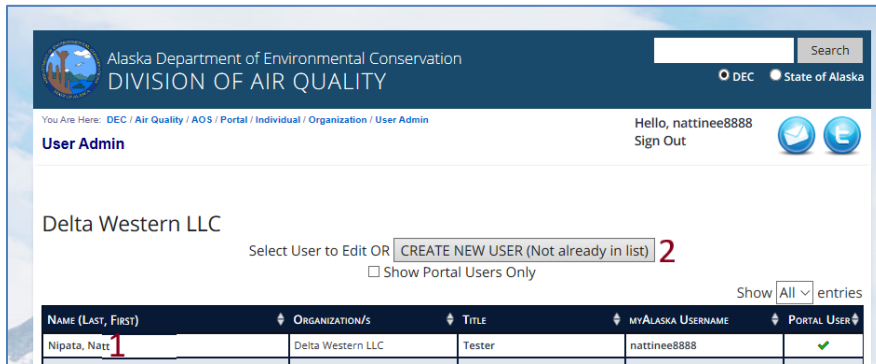 Alaska Department of Environmental Conservation
DIVISION OF AIR QUALITY
Search
DEC State of Alaska
You Are Here: DEC / Air Quality / AOS / Portal / Individual / Organization / User Admin
User Admin
Hello, nattinee8888
Sign Out
Delta Western LLC
Select User to Edit OR CREATE NEW USER (Not already in list) 2
Show Portal Users Only
Show All entries
NAME (LAST, FIRST) ORGANIZATION/S TITLE MYALASKA USERNAME PORTAL USER
Nipata, Natt 1 Delta Western LLC Tester nattinee8888